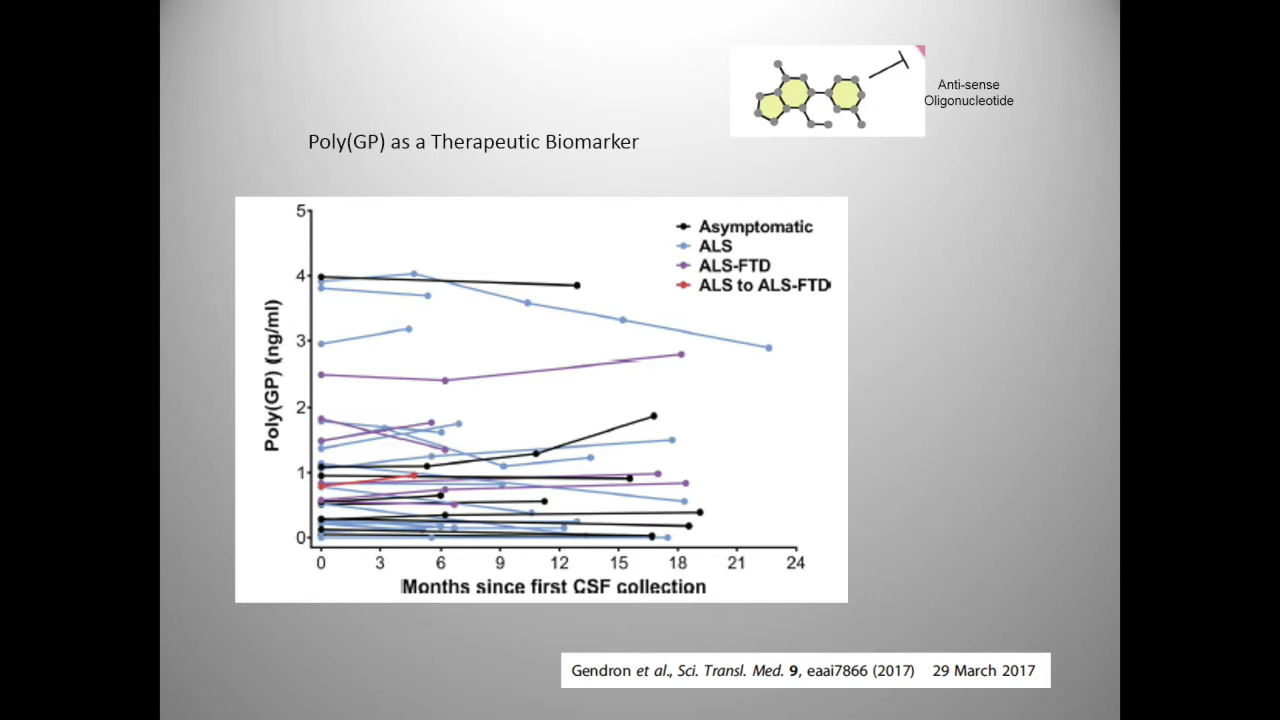 Anti-sense
Oligonucleotide
Poly(GP) as a Therapeutic Biomarker
Asymptomatic
ALS
ALS-FTD
ALS to ALS-FTD
Poly(GP) (ng/ml)
5
4
3
2
1
0
0 3 6 9 12 15 18 21 24
Months since first CSF collection
Gendron et al., Sci. Transl. Med. 9, eaai7866 (2017) 29 March 2017